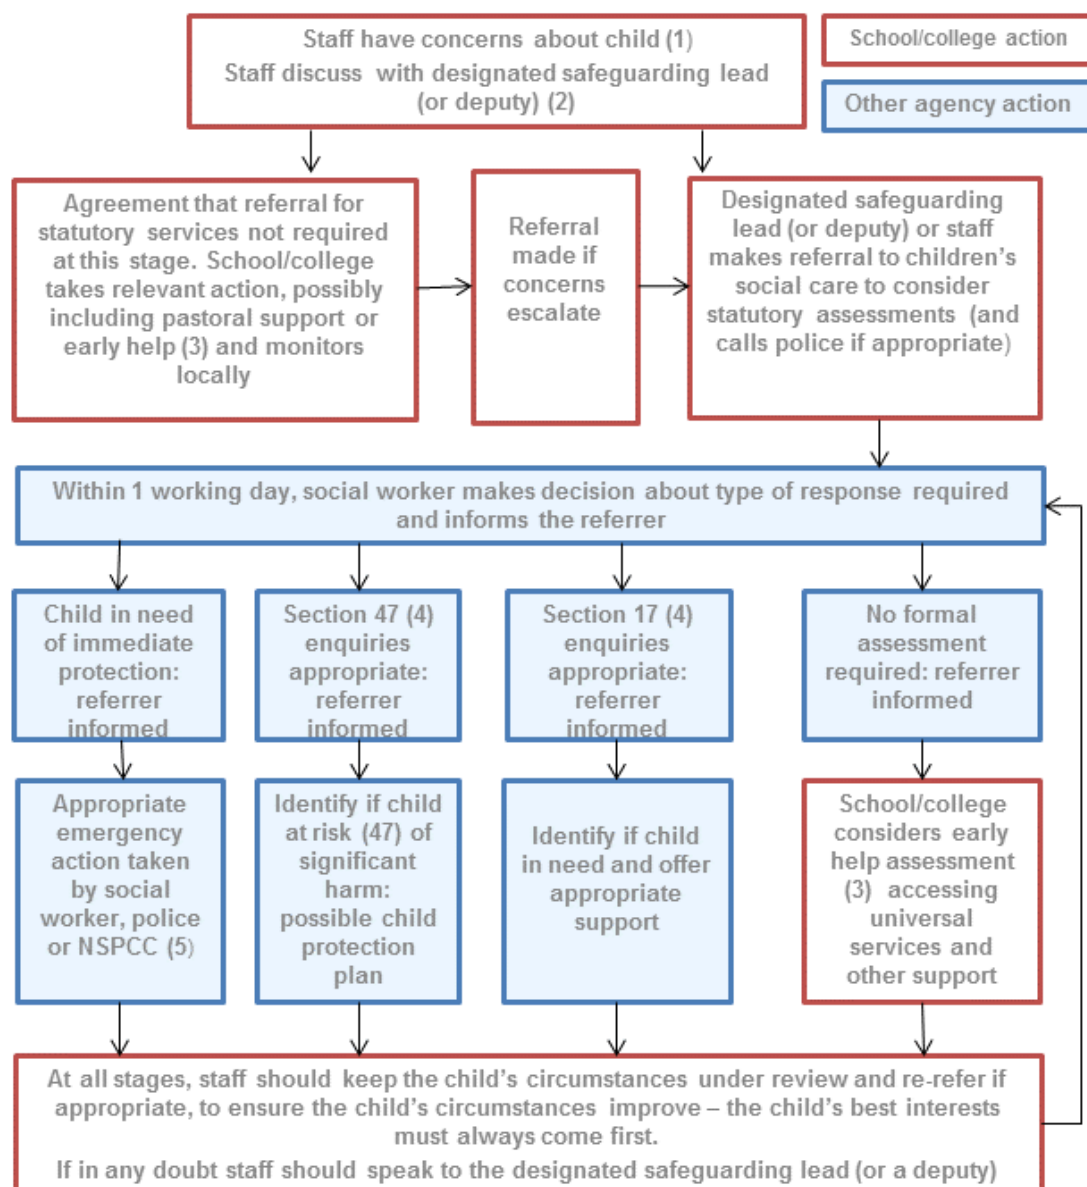 Staff have concerns about child (1)
Staff discuss with designated safeguarding lead
(or deputy) (2)
School/college action
Other agency action
Agreement that referral for
statutory services not required
at this stage. School/college
takes relevant action, possibly
including pastoral support or
early help (3) and monitors
locally
Referral
made if
concerns
escalate
Designated safeguarding
lead (or deputy) or staff
makes referral to children's
social care to consider
statutory assessments (and
calls police if appropriate)
Within 1 working day, social worker makes decision about type of response required
and informs the referrer
Child in need
of immediate
protection:
referrer
informed
Section 47 (4)
enquiries
appropriate:
referrer
informed
Section 17 (4)
enquiries
appropriate:
referrer
informed
No formal
assessment
required: referrer
informed
Appropriate
emergency
action taken
by social
worker, police
or NSPCC (5)
Identify if child
at risk (47) of
significant
harm:
possible child
protection
plan
Identify if child
in need and offer
appropriate
support
School/college
considers early
help assessment
(3) accessing
universal
services and
other support
At all stages, staff should keep the child's circumstances under review and re-refer if
appropriate, to ensure the child's circumstances improve – the child's best interests
must always come first.
If in any doubt staff should speak to the designated safeguarding lead (or a deputy)